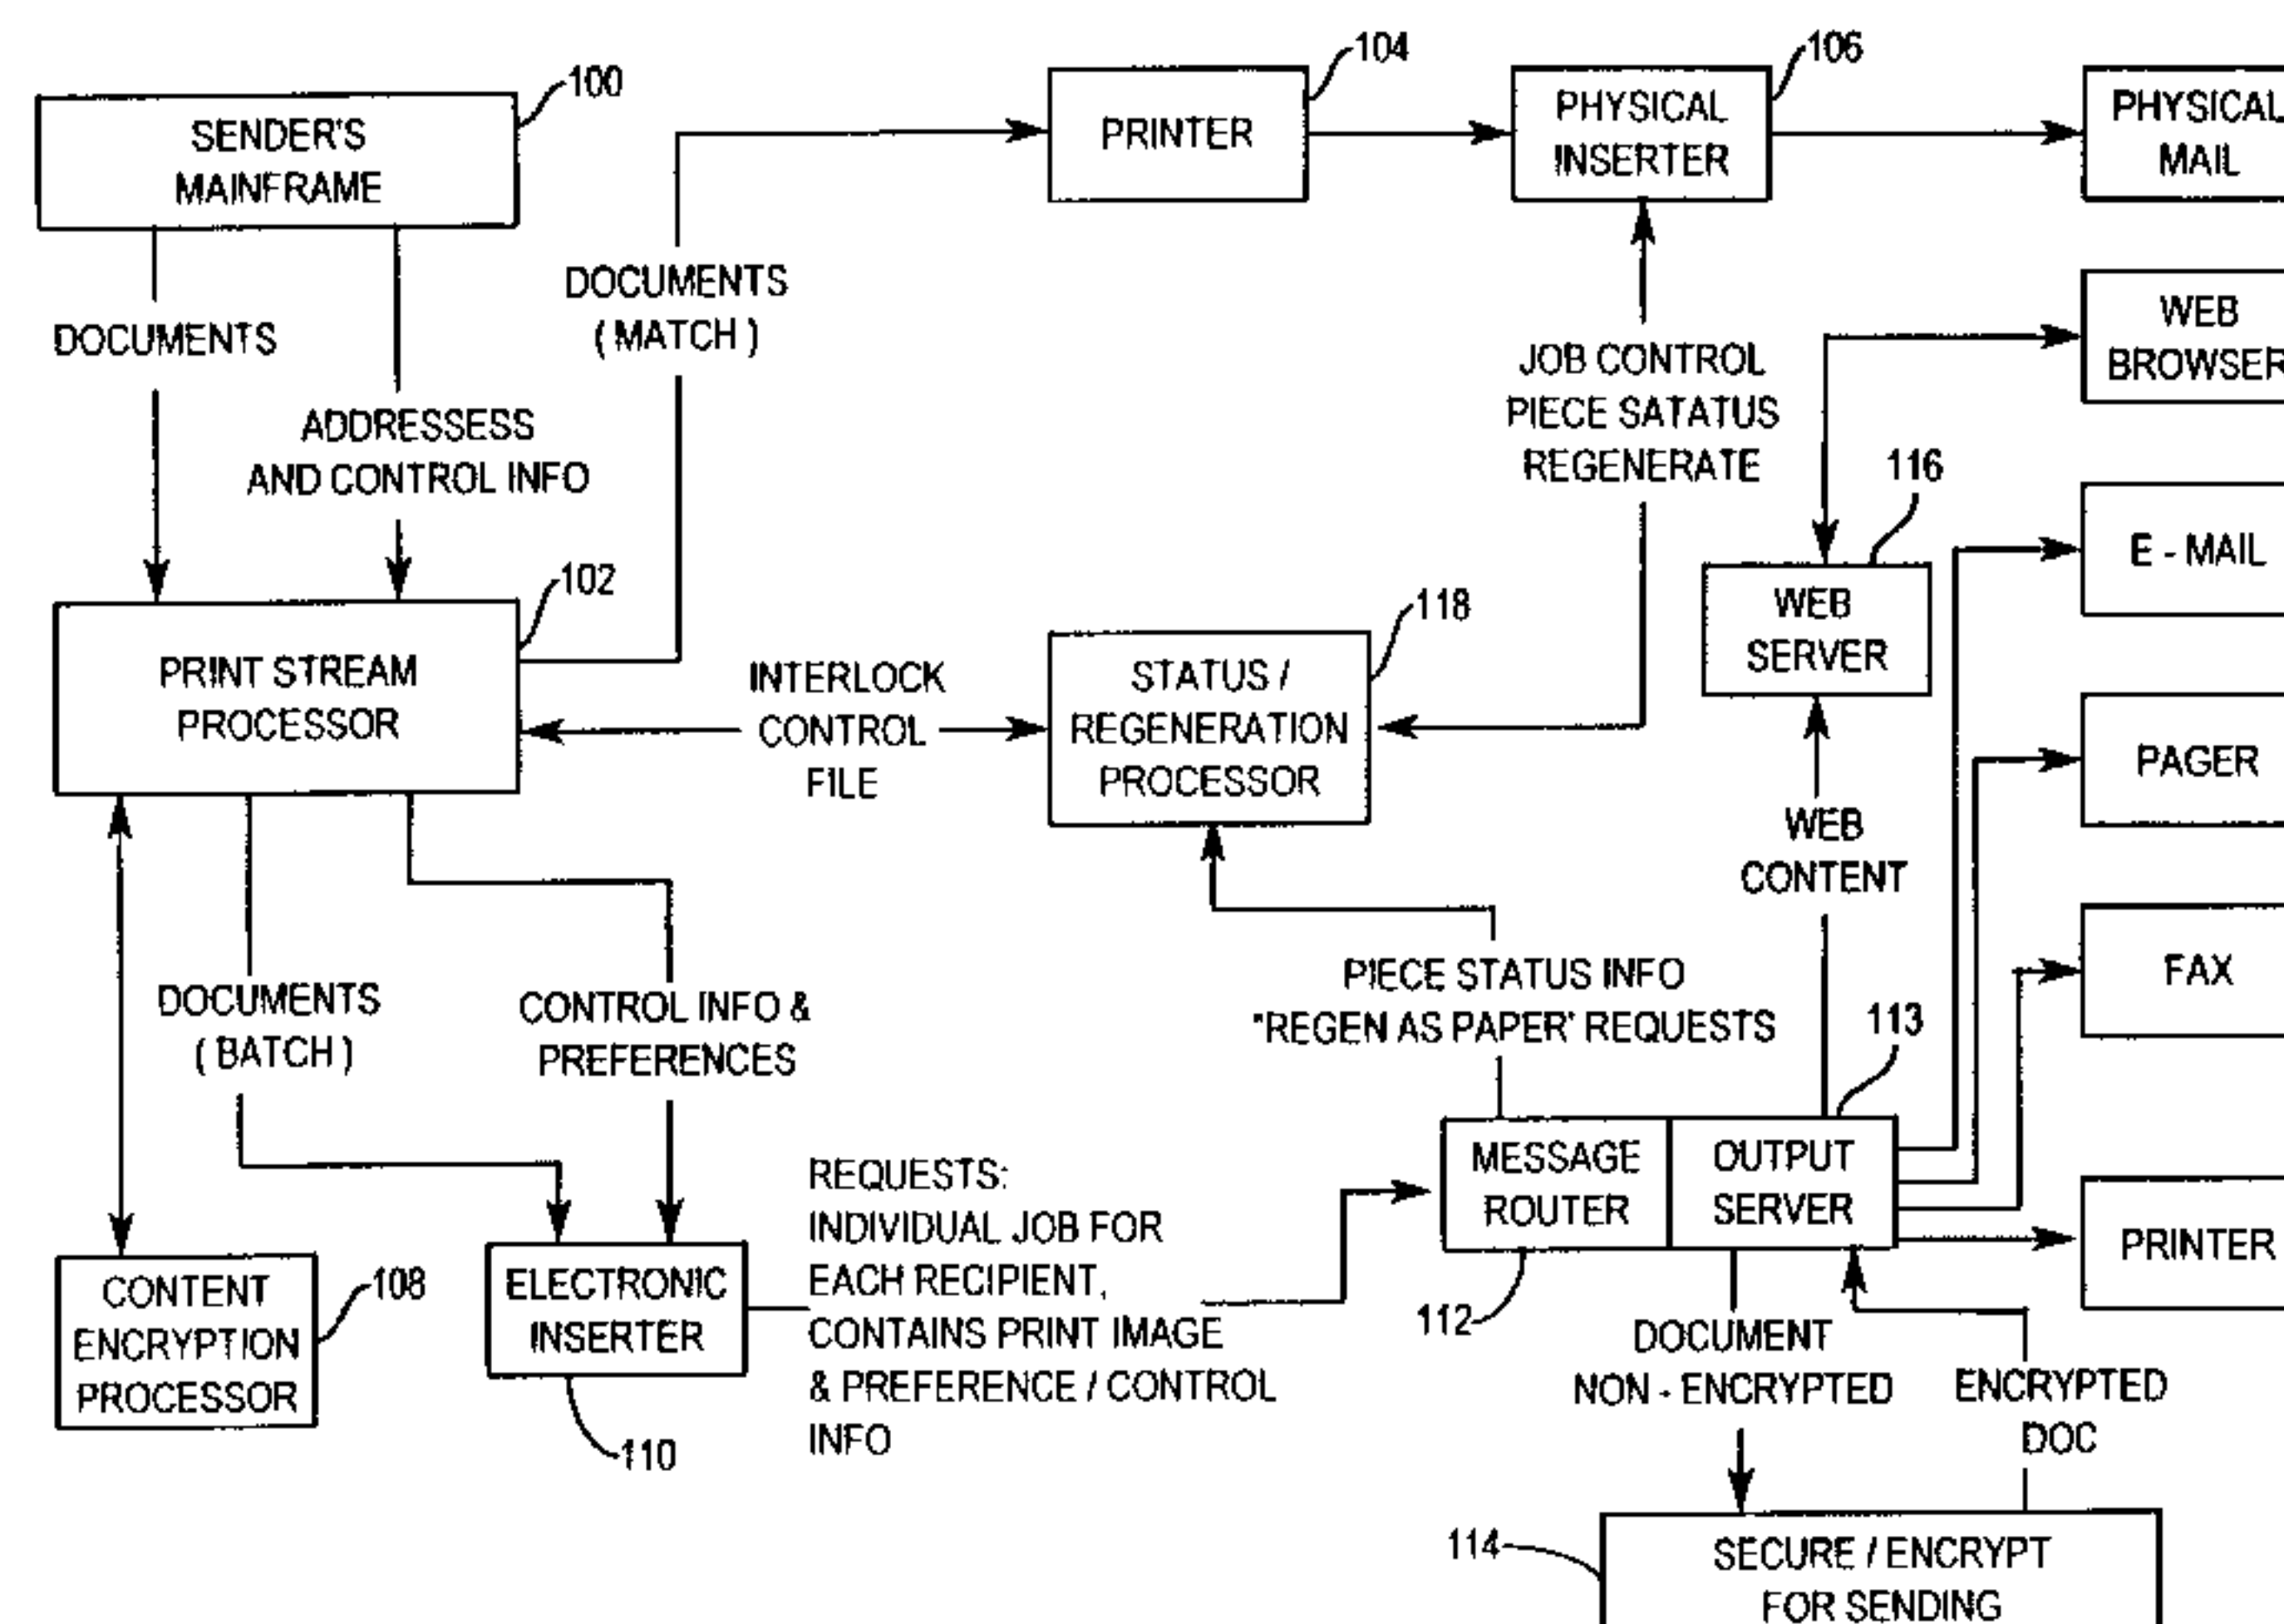 100
SENDER'S
MAINFRAME
104
PRINTER
106
PHYSICAL
INSERTER
PHYSICAL
MAIL
DOCUMENTS
ADDRESSESS
AND CONTROL INFO
DOCUMENTS
( MATCH )
JOB CONTROL
PIECE SATATUS
REGENERATE
WEB
BROWSER
116
WEB
SERVER
E - MAIL
102
PRINT STREAM
PROCESSOR
INTERLOCK
CONTROL
FILE
118
STATUS /
REGENERATION
PROCESSOR
PAGER
WEB
CONTENT
FAX
DOCUMENTS
( BATCH )
CONTROL INFO &
PREFERENCES
PIECE STATUS INFO
"REGEN AS PAPER" REQUESTS
113
MESSAGE
ROUTER
112
OUTPUT
SERVER
PRINTER
CONTENT
ENCRYPTION
PROCESSOR
108
ELECTRONIC
INSERTER
110
REQUESTS:
INDIVIDUAL JOB FOR
EACH RECIPIENT,
CONTAINS PRINT IMAGE
& PREFERENCE / CONTROL
INFO
DOCUMENT
NON - ENCRYPTED
ENCRYPTED
DOC
114
SECURE / ENCRYPT
FOR SENDING